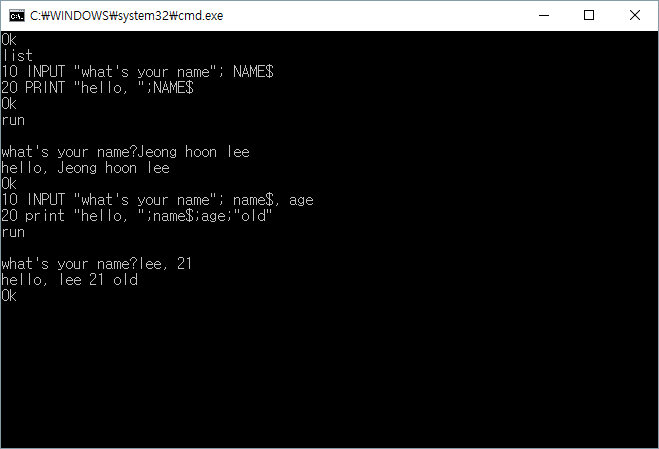 C:₩WINDOWS₩system32₩cmd.exe
Ok
list
10 INPUT "what's your name"; NAME$
20 PRINT "hello, ";NAME$
Ok
run
what's your name?Jeong hoon lee
hello, Jeong hoon lee
Ok
10 INPUT "what's your name"; name$, age
20 print "hello, ";name$;age;"old"
run
what's your name?lee, 21
hello, lee 21 old
Ok